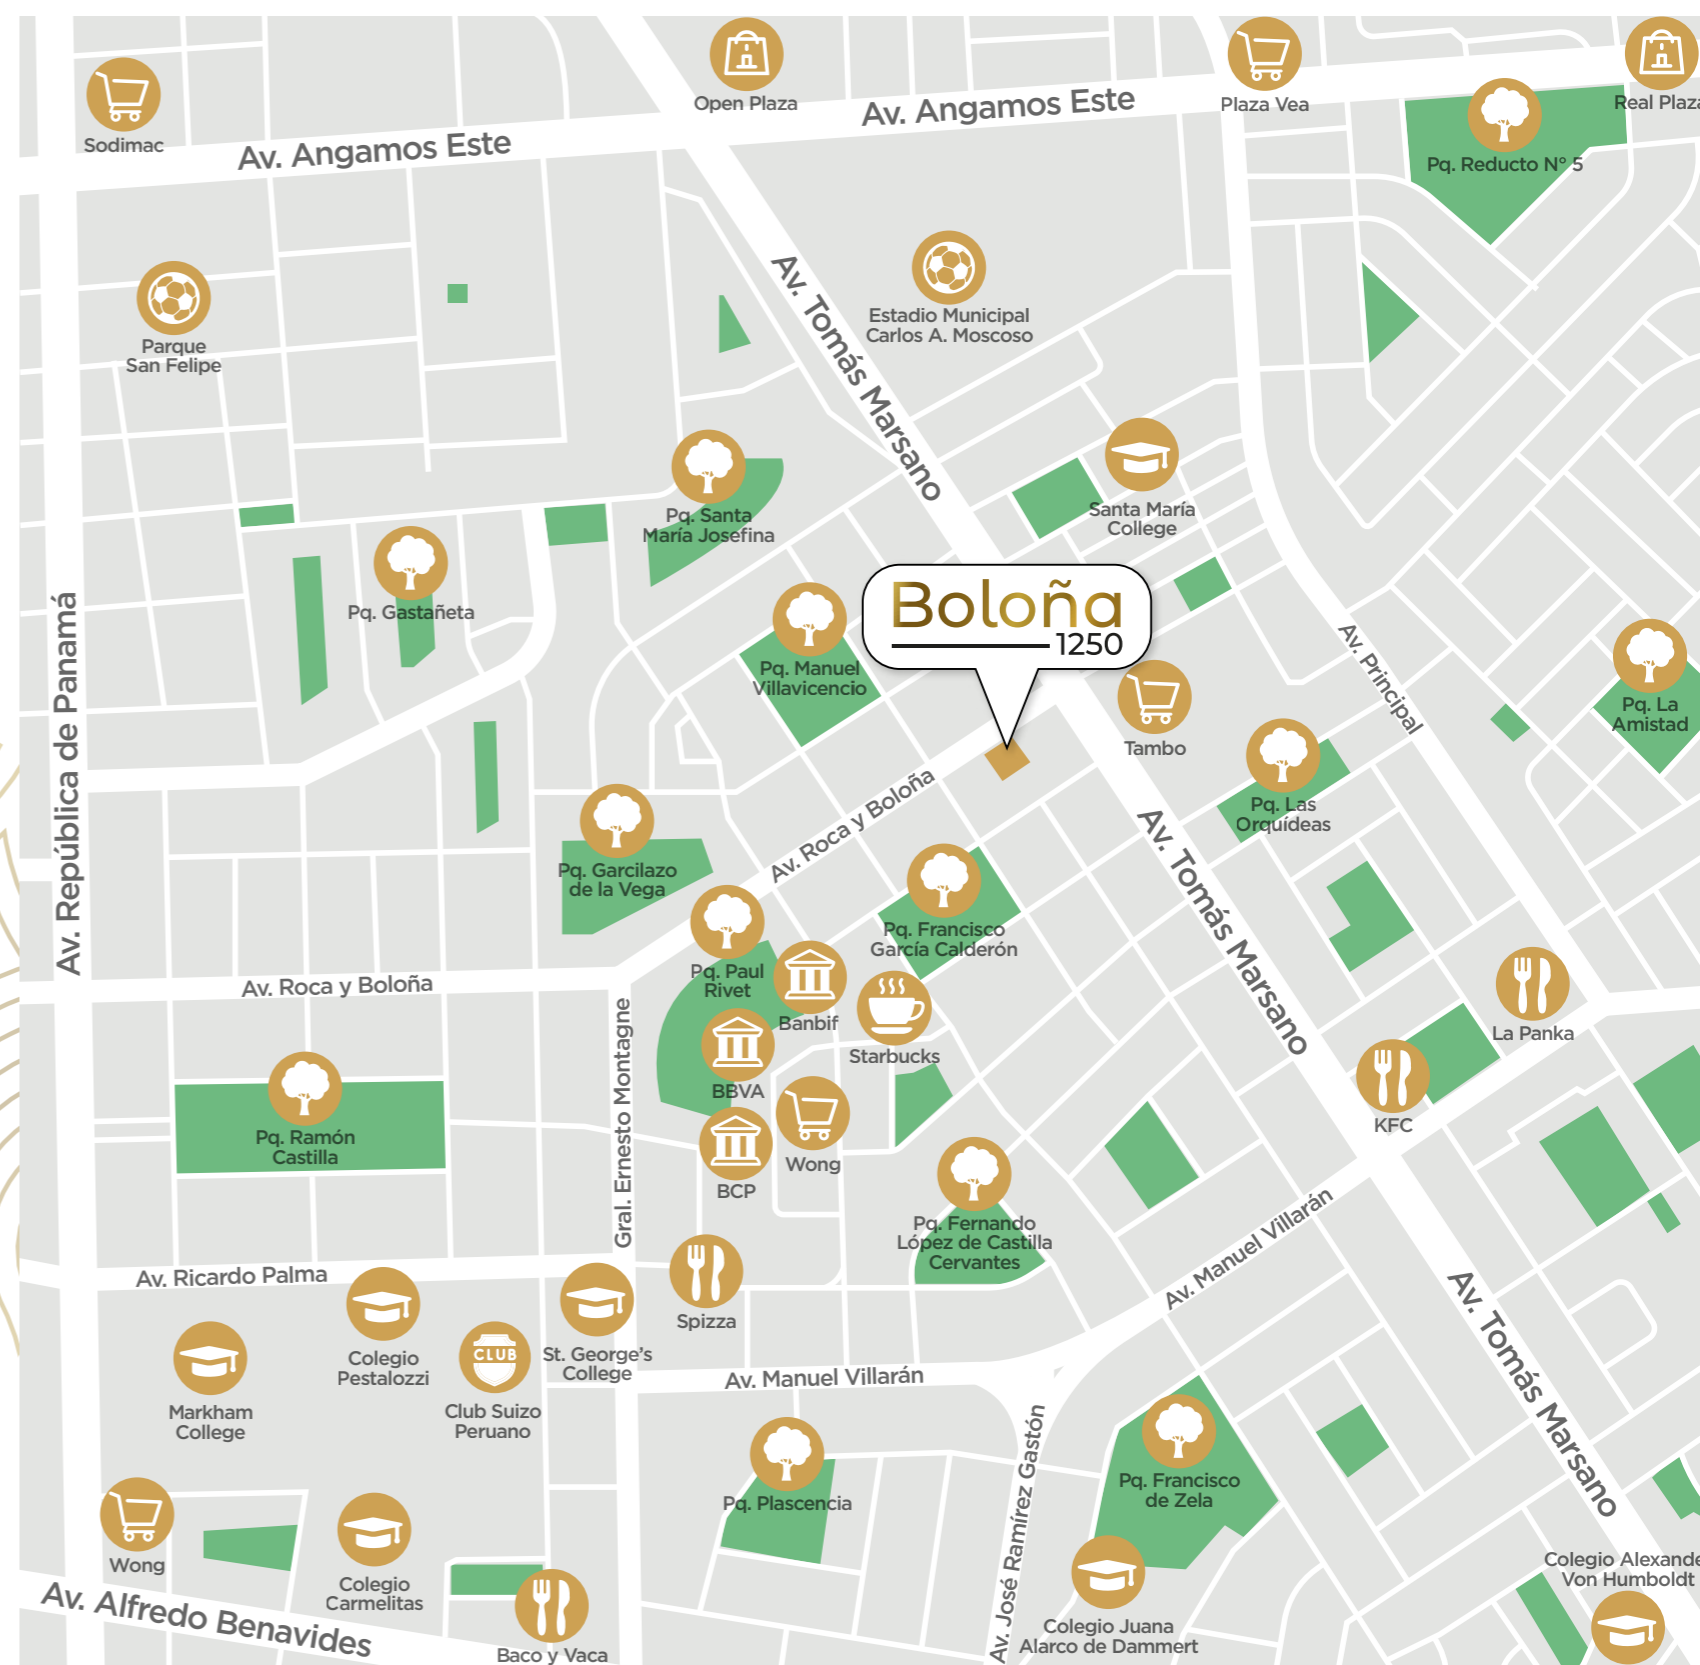 Open Plaza
Plaza Vea
Real Plaza
Sodimac
Av. Angamos Este
Av. Angamos Este
Pq. Reducto N° 5
Parque
San Felipe
Estadio Municipal
Carlos A. Moscoso
Av. Tomás Marsano
Pq. Santa
María Josefina
Santa María
College
Pq. Gastañeta
Boloña
1250
Pq. Manuel
Villavicencio
Av. República de Panamá
Av. Principal
Pq. La
Amistad
Tambo
Pq. Las
Orquídeas
Av. Roca y Boloña
Pq. Garcilazo
de la Vega
Av. Tomás Marsano
Pq. Francisco
García Calderón
Pq. Paul
Rivet
Av. Roca y Boloña
Banbif
Starbucks
La Panka
Gral. Ernesto Montagne
BBVA
KFC
Pq. Ramón
Castilla
Wong
BCP
Pq. Fernando
López de Castilla
Cervantes
Av. Manuel Villarán
Av. Ricardo Palma
Spizza
Av. Tomás Marsano
Colegio
Pestalozzi
CLUB
Club Suizo
Peruano
St. George's
College
Av. Manuel Villarán
Markham
College
Av. José Ramírez Gastón
Pq. Plascencia
Pq. Francisco
de Zela
Wong
Colegio
Carmelitas
Av. Alfredo Benavides
Baco y Vaca
Colegio Juana
Alarco de Dammert
Colegio Alexande
Von Humboldt